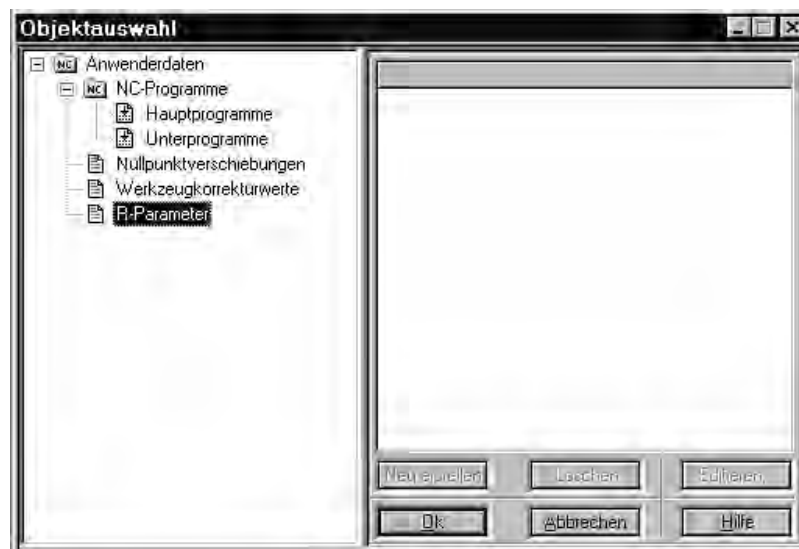 Objektauswahl
Anwenderdaten
NC-Programme
Hauptprogramme
Unterprogramme
Nullpunktverschiebungen
Werkzeugkorrekturwerte
R-Parameter
Neu erstellen Löschen Editieren
Ok Abbrechen Hilfe